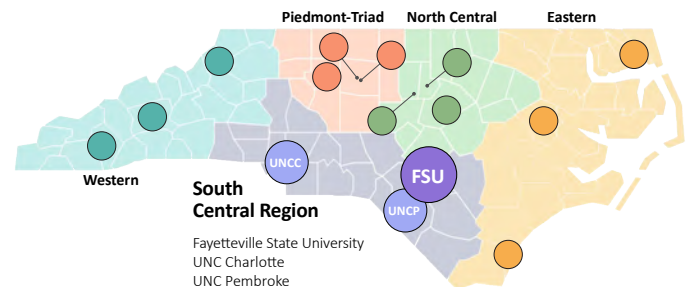 Piedmont-Triad
North Central
Eastern
Western
UNCC
FSU
UNCP
South
Central Region
Fayetteville State University
UNC Charlotte
UNC Pembroke